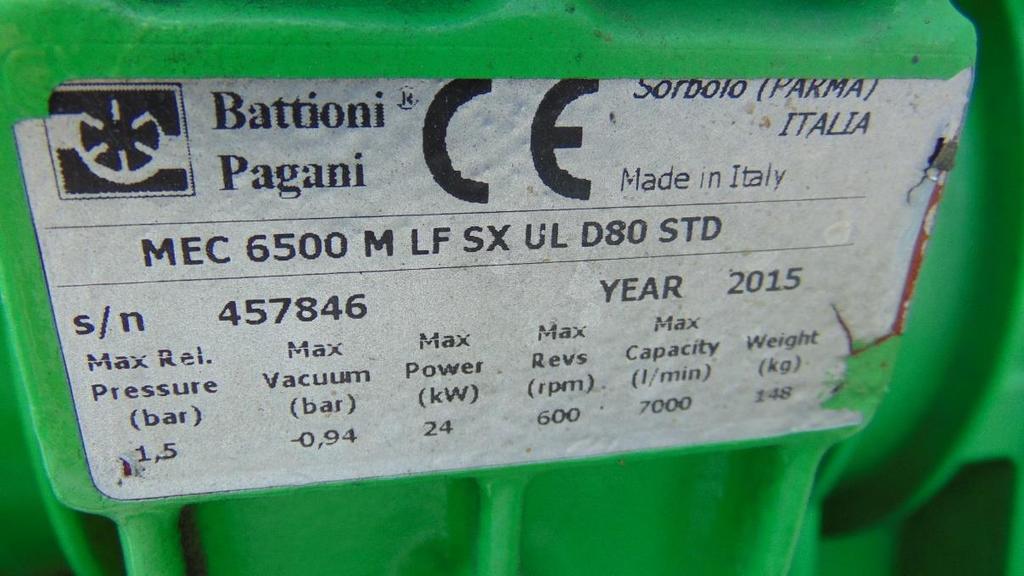 Battioni ® Pagani
CE
Sorbolo (PARMA)
ITALIA
Made in Italy
MEC 6500 M LF SX UL D80 STD
s/n 457846 YEAR 2015
Max Rel. Pressure (bar) 1,5
Max Vacuum (bar) -0,94
Max Power (kW) 24
Max Revs (rpm) 600
Max Capacity (l/min) 7000
Weight (kg) 148